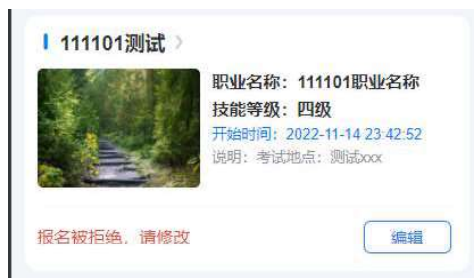 111101测试
职业名称：111101职业名称
技能等级：四级
开始时间：2022-11-14 23:42:52
说明：考试地点：测试xxx
报名被拒绝，请修改
编辑